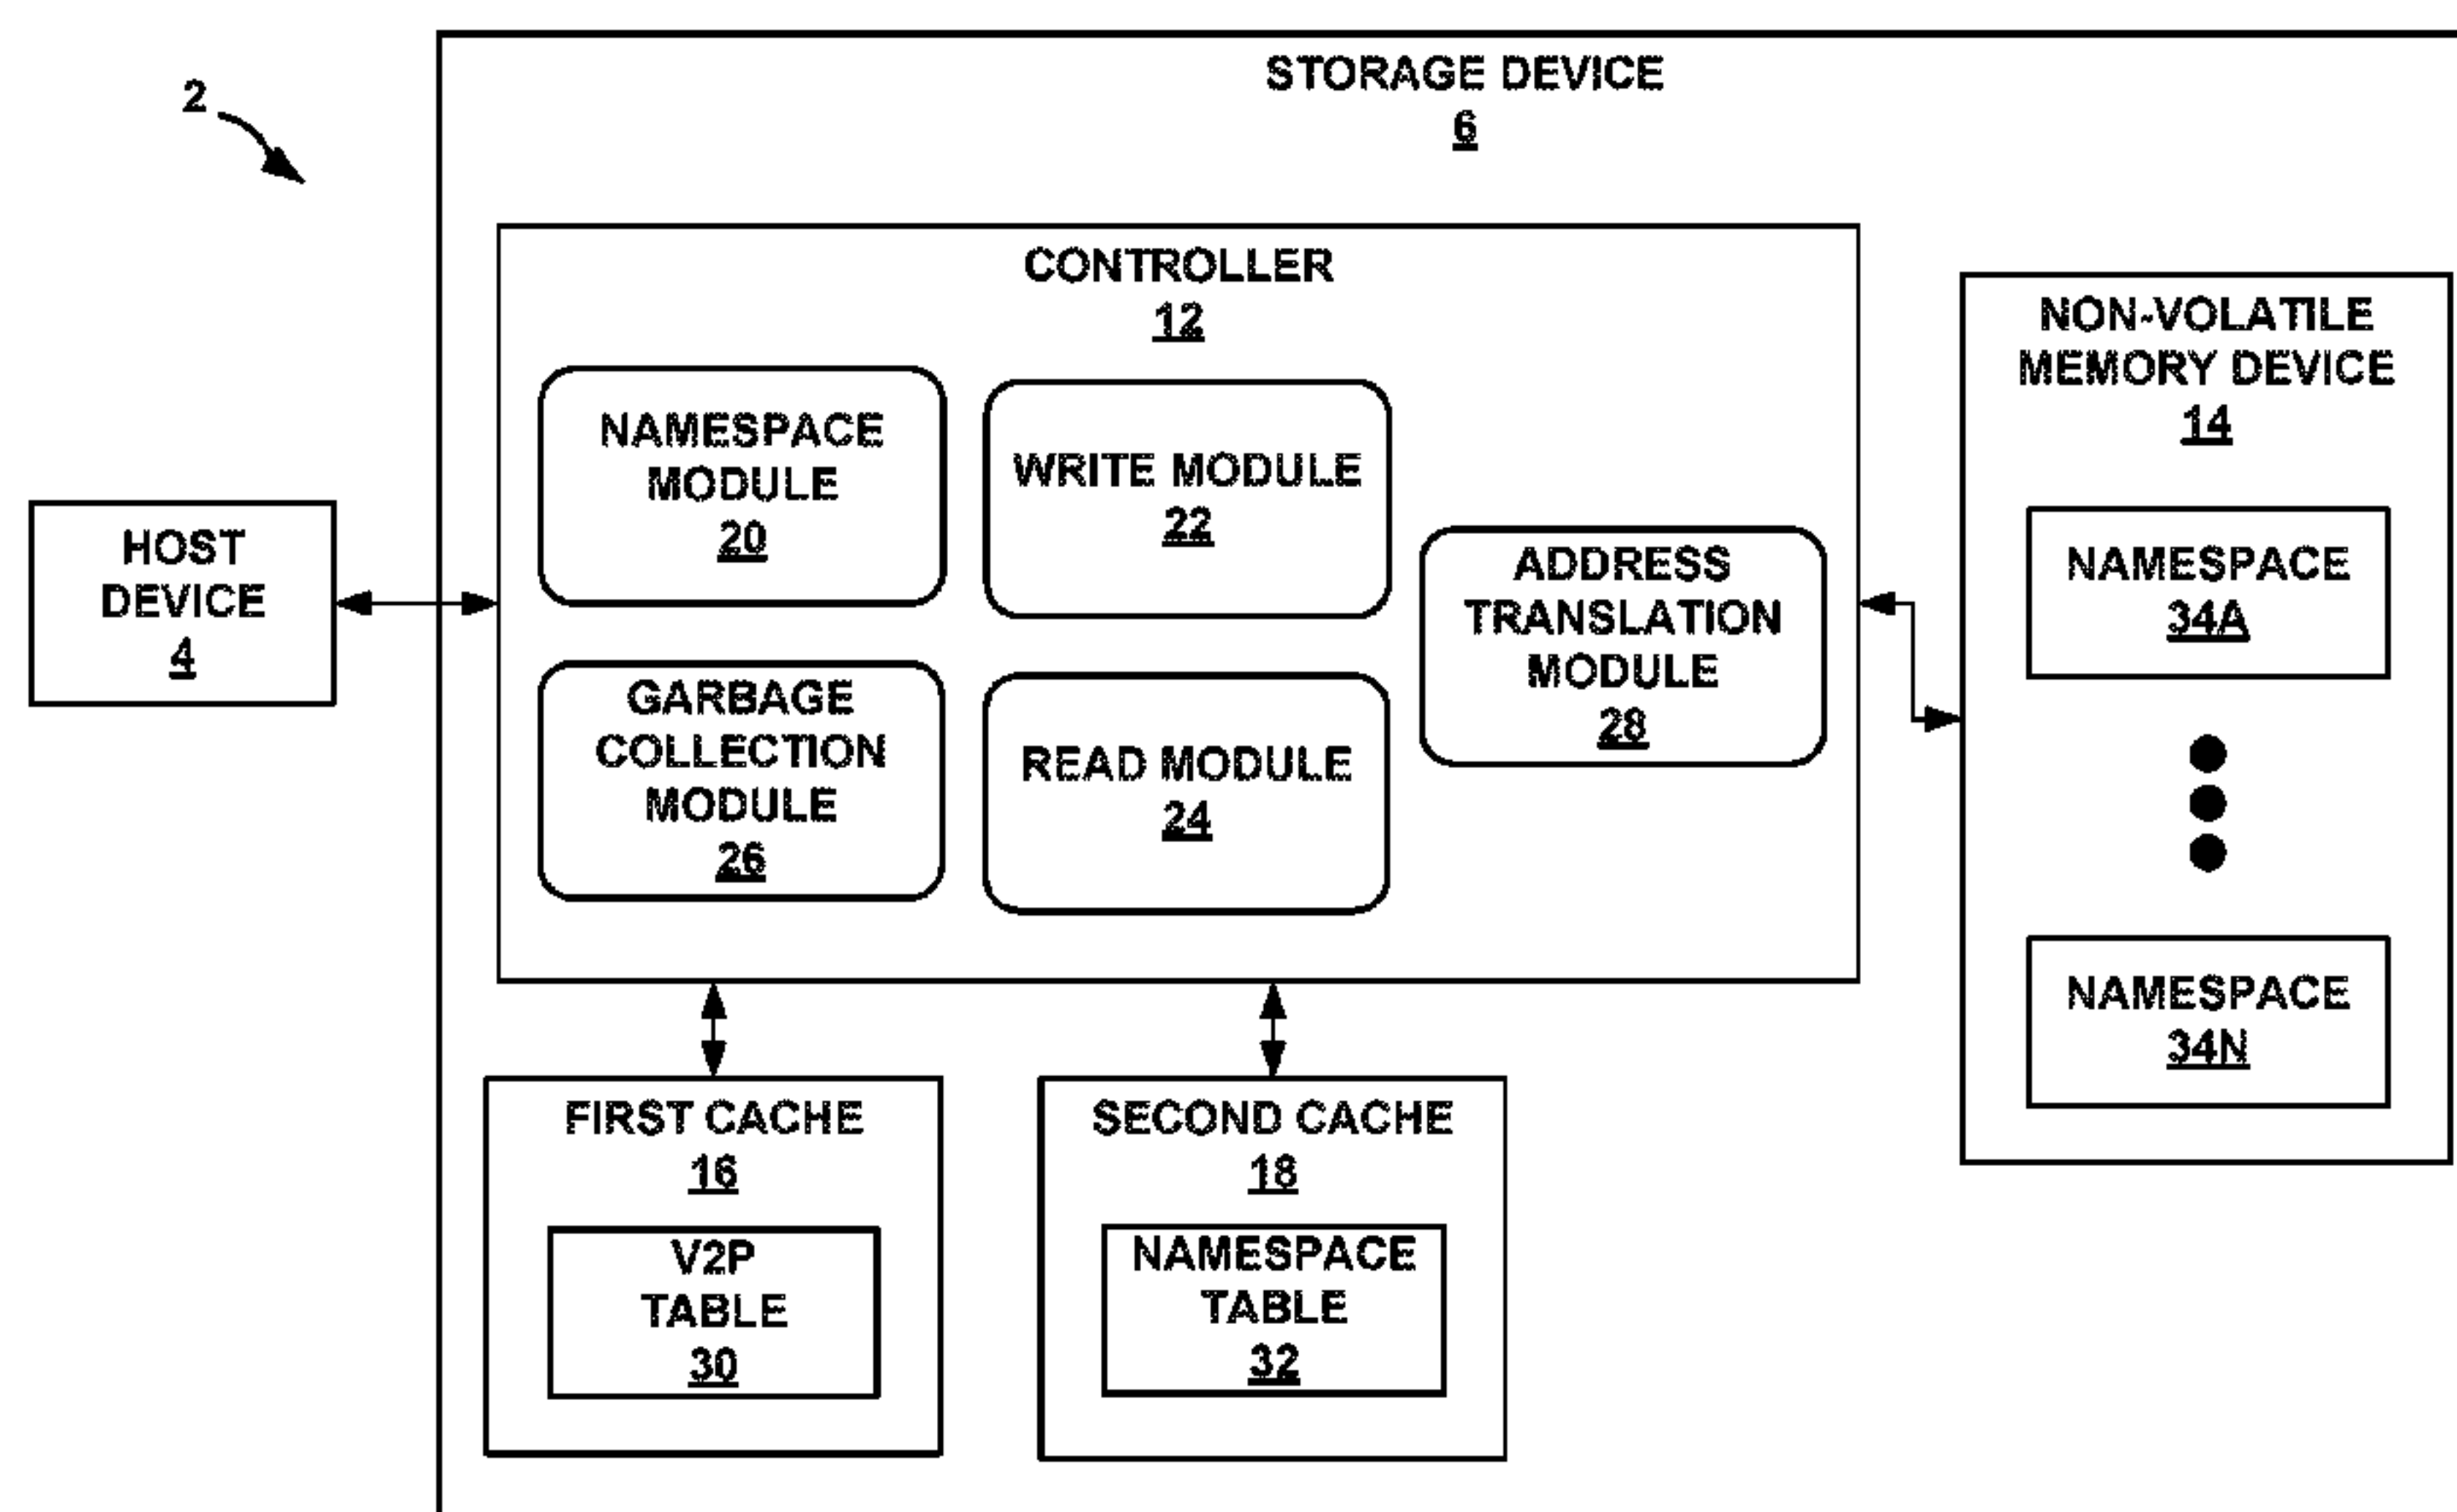 2
STORAGE DEVICE
6
CONTROLLER
12
NAMESPACE
MODULE
20
WRITE MODULE
22
ADDRESS
TRANSLATION
MODULE
28
GARBAGE
COLLECTION
MODULE
26
READ MODULE
24
HOST
DEVICE
4
NON-VOLATILE
MEMORY DEVICE
14
NAMESPACE
34A
NAMESPACE
34N
FIRST CACHE
16
V2P
TABLE
30
SECOND CACHE
18
NAMESPACE
TABLE
32